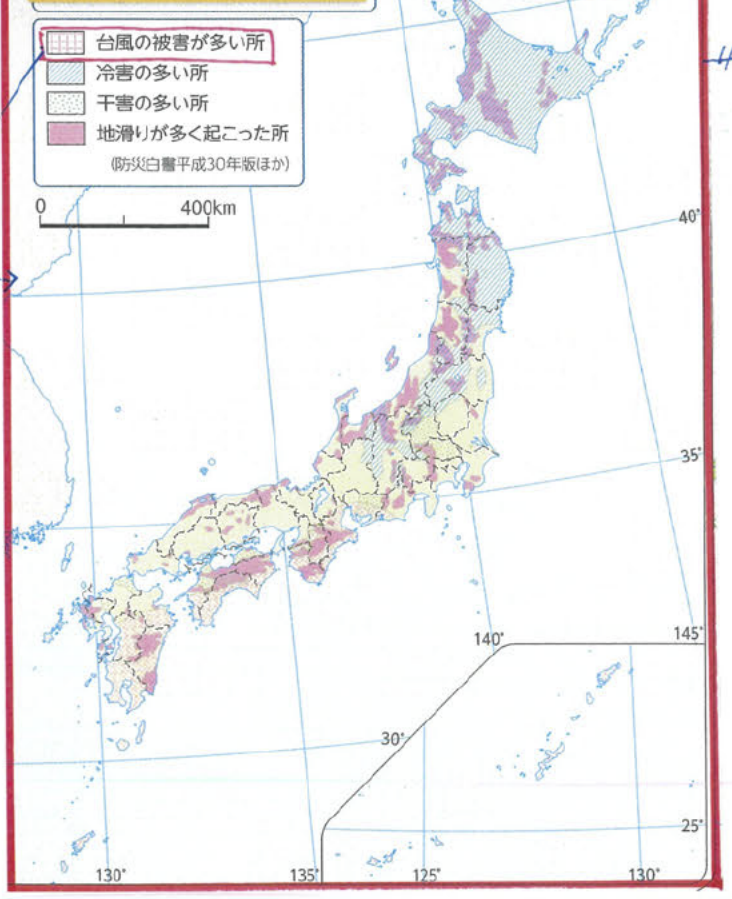 台風の被害が多い所
冷害の多い所
干害の多い所
地滑りが多く起こった所
(防災白書平成30年版ほか)
0 400km
40°
35°
140° 145°
30°
25°
130° 135° 125° 130°